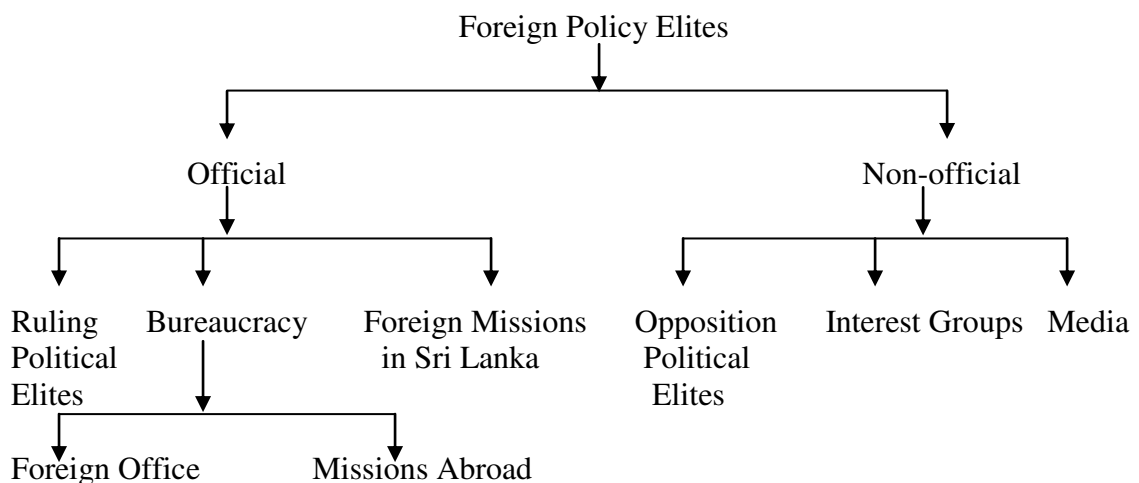 Foreign Policy Elites
Official
Non-official
Ruling
Political
Elites
Bureaucracy
Foreign Missions
in Sri Lanka
Opposition
Political
Elites
Interest Groups
Media
Foreign Office
Missions Abroad